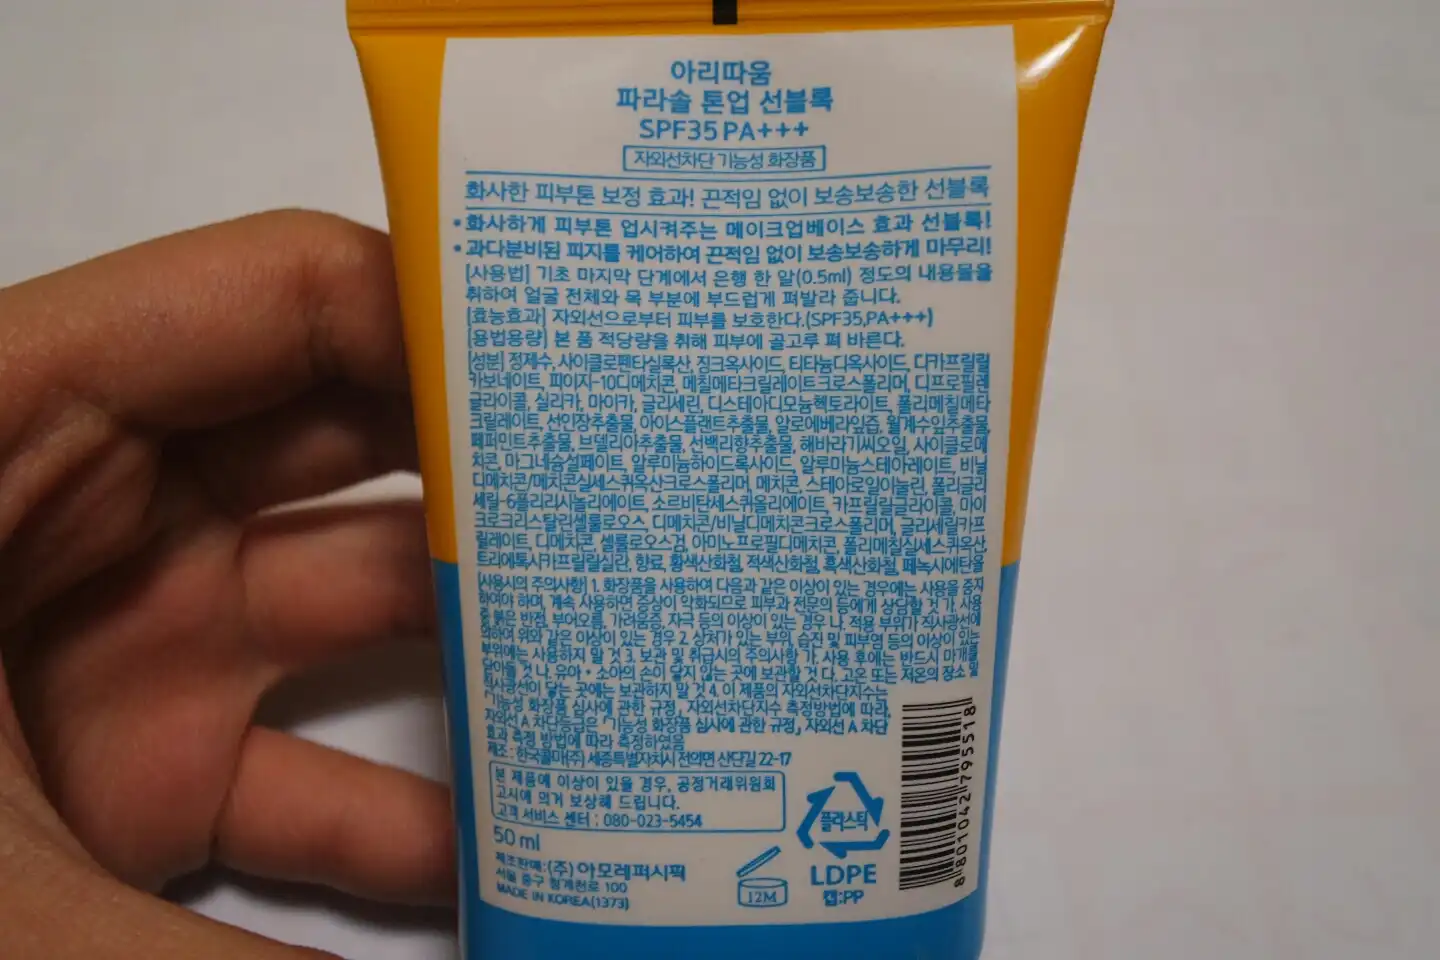 아리따움
파라솔 톤업 선블록
SPF35 PA+++
자외선차단 기능성 화장품
화사한 피부톤 보정 효과! 끈적임 없이 보송보송한 선블록
• 화사하게 피부톤 업시켜주는 메이크업베이스 효과 선블록!
• 과다분비된 피지를 케어하여 끈적임 없이 보송보송하게 마무리!
[사용법] 기초 마지막 단계에서 은행 한 알(0.5ml) 정도의 내용물을
취하여 얼굴 전체와 목 부분에 부드럽게 펴발라 줍니다.
[효능효과] 자외선으로부터 피부를 보호한다.(SPF35,PA+++)
[용법용량] 본 품 적당량을 취해 피부에 골고루 펴 바른다.
[성분] 정제수, 사이클로펜타실록산, 징크옥사이드, 티타늄디옥사이드, 디카프릴릴
카보네이트, 피이지-10디메치콘, 메칠메타크릴레이트크로스폴리머, 디프로필렌
글라이콜, 실리카, 마이카, 글리세린, 디스테아디모늄헥토라이트, 폴리메칠메타
크릴레이트, 선인장추출물, 아이스플랜트추출물, 알로에베라잎즙, 월계수잎추출물,
페퍼민트추출물, 브델리아추출물, 선백리향추출물, 해바라기씨오일, 사이클로메
치콘, 마그네슘설페이트, 알루미늄하이드록사이드, 알루미늄스테아레이트, 비닐
디메치콘/메치콘실세스퀴옥산크로스폴리머, 메치콘, 스테아로일이눌린, 폴리글리
세릴-6폴리리시놀리에이트, 소르비탄세스퀴올리에이트, 카프릴릴글라이콜, 마이
크로크리스탈린셀룰로오스, 디메치콘/비닐디메치콘크로스폴리머, 글리세릴카프
릴레이트, 디메치콘, 셀룰로오스검, 아미노프로필디메치콘, 폴리메칠실세스퀴옥산,
트리에톡시카프릴릴실란, 향료, 황색산화철, 적색산화철, 흑색산화철, 페녹시에탄올
[사용시의 주의사항] 1. 화장품을 사용하여 다음과 같은 이상이 있는 경우에는 사용을 중지
하여야 하며, 계속 사용하면 증상이 악화되므로 피부과 전문의 등에게 상담할 것 가. 사용
중 붉은 반점, 부어오름, 가려움증, 자극 등의 이상이 있는 경우 나. 적용 부위가 직사광선에
의하여 위와 같은 이상이 있는 경우 2. 상처가 있는 부위, 습진 및 피부염 등의 이상이 있는
부위에는 사용하지 말 것 3. 보관 및 취급시의 주의사항 가. 사용 후에는 반드시 마개를
닫아둘 것 나. 유아・소아의 손이 닿지 않는 곳에 보관할 것 다. 고온 또는 저온의 장소 및
직사광선이 닿는 곳에는 보관하지 말 것 4. 이 제품의 자외선차단지수는
「기능성 화장품 심사에 관한 규정」 자외선차단지수 측정방법에 따라,
자외선 A 차단등급은 「기능성 화장품 심사에 관한 규정」 자외선 A 차단
효과 측정 방법에 따라 측정하였음
제조 : 한국콜마(주) 세종특별자치시 전의면 산단길 22-17
본 제품에 이상이 있을 경우, 공정거래위원회
고시에 의거 보상해 드립니다.
고객 서비스 센터 : 080-023-5454
50 ml
제조판매:(주) 아모레퍼시픽
서울 중구 청계천로 100
MADE IN KOREA(1373)
12M
플라스틱
LDPE
캡:PP
8 801042 795518